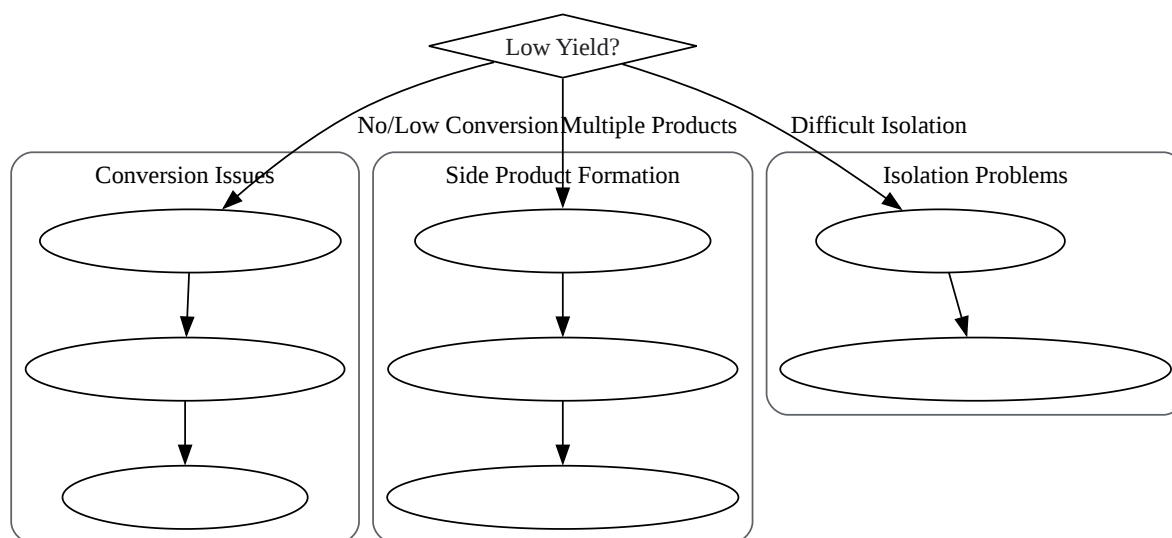 Low Yield?
No/Low Conversion
Multiple Products
Difficult Isolation
Conversion Issues
Side Product Formation
Isolation Problems